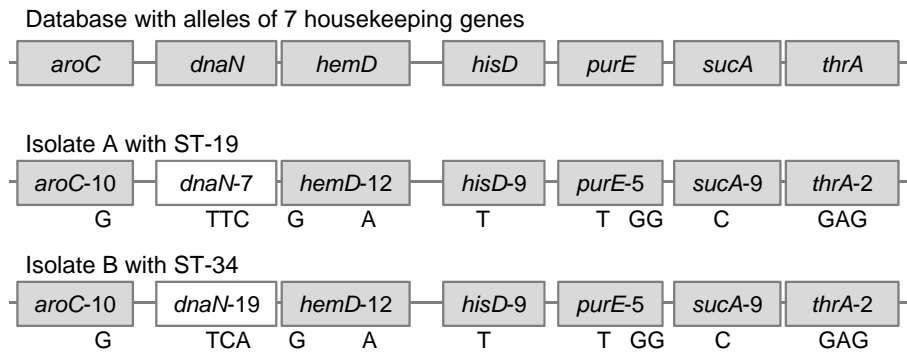 Database with alleles of 7 housekeeping genes
aroC dnaN hemD hisD purE sucA thrA
Isolate A with ST-19
aroC-10 dnaN-7 hemD-12 hisD-9 purE-5 sucA-9 thrA-2
G TTC G A T T GG C GAG
Isolate B with ST-34
aroC-10 dnaN-19 hemD-12 hisD-9 purE-5 sucA-9 thrA-2
G TCA G A T T GG C GAG